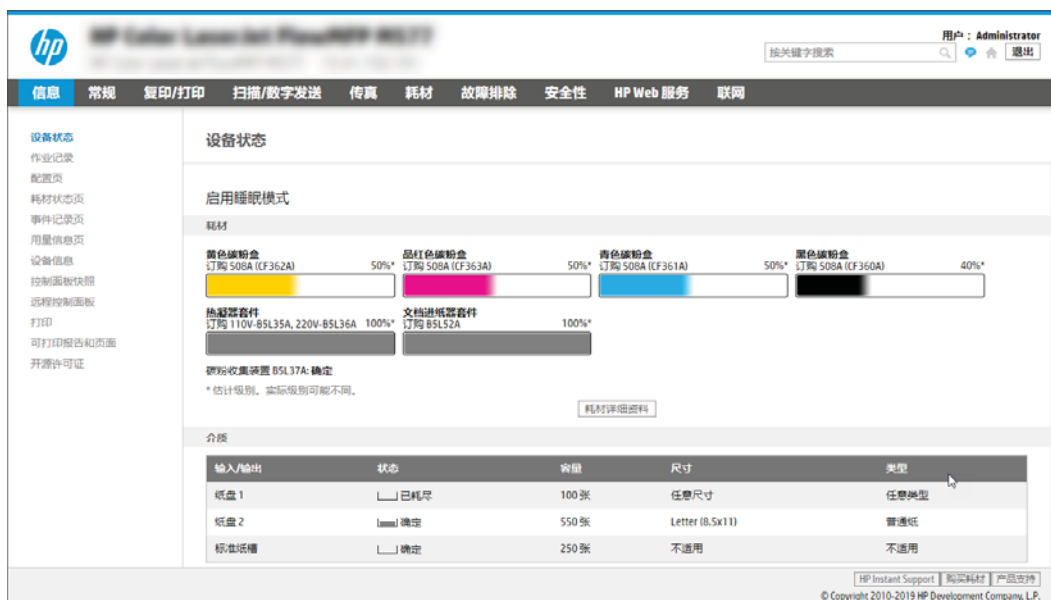 hp
HP Color LaserJet FlowMFP M577
用户： Administrator
按关键字搜索
退出
信息 常规 复印/打印 扫描/数字发送 传真 耗材 故障排除 安全性 HP Web 服务 联网
设备状态
作业记录
配置页
耗材状态页
事件记录页
用量信息页
设备信息
控制面板快照
远程控制面板
打印
可打印报告和页面
开源许可证
设备状态
启用睡眠模式
耗材
黄色碳粉盒
订购 508A (CF362A) 50%*
品红色碳粉盒
订购 508A (CF363A) 50%*
青色碳粉盒
订购 508A (CF361A) 50%*
黑色碳粉盒
订购 508A (CF360A) 40%*
热凝器套件
订购 110V-B5L35A, 220V-B5L36A 100%*
文档进纸器套件
订购 B5L52A 100%*
碳粉收集装置 B5L37A: 确定
* 估计级别。实际级别可能不同。
耗材详细资料
介质
输入/输出 状态 容量 尺寸 类型
纸盘 1 已耗尽 100 张 任意尺寸 任意类型
纸盘 2 确定 550 张 Letter (8.5x11) 普通纸
标准纸槽 确定 250 张 不适用 不适用
HP Instant Support 购买耗材 产品支持
© Copyright 2010-2019 HP Development Company, L.P.